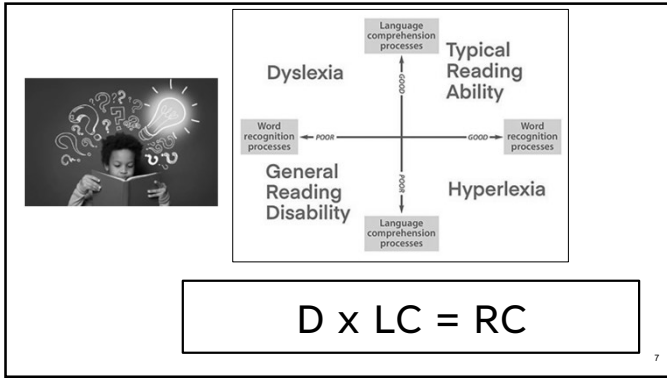 Language
comprehension
processes
Dyslexia
Typical
Reading
Ability
GOOD
Word
recognition
processes
POOR
GOOD
Word
recognition
processes
General
Reading
Disability
POOR
Hyperlexia
Language
comprehension
processes
D x LC = RC
7